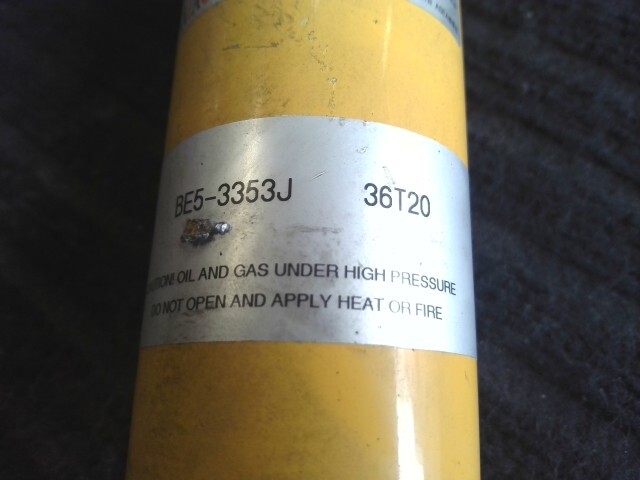 BE5-3353J 36T20
OIL AND GAS UNDER HIGH PRESSURE
DO NOT OPEN AND APPLY HEAT OR FIRE